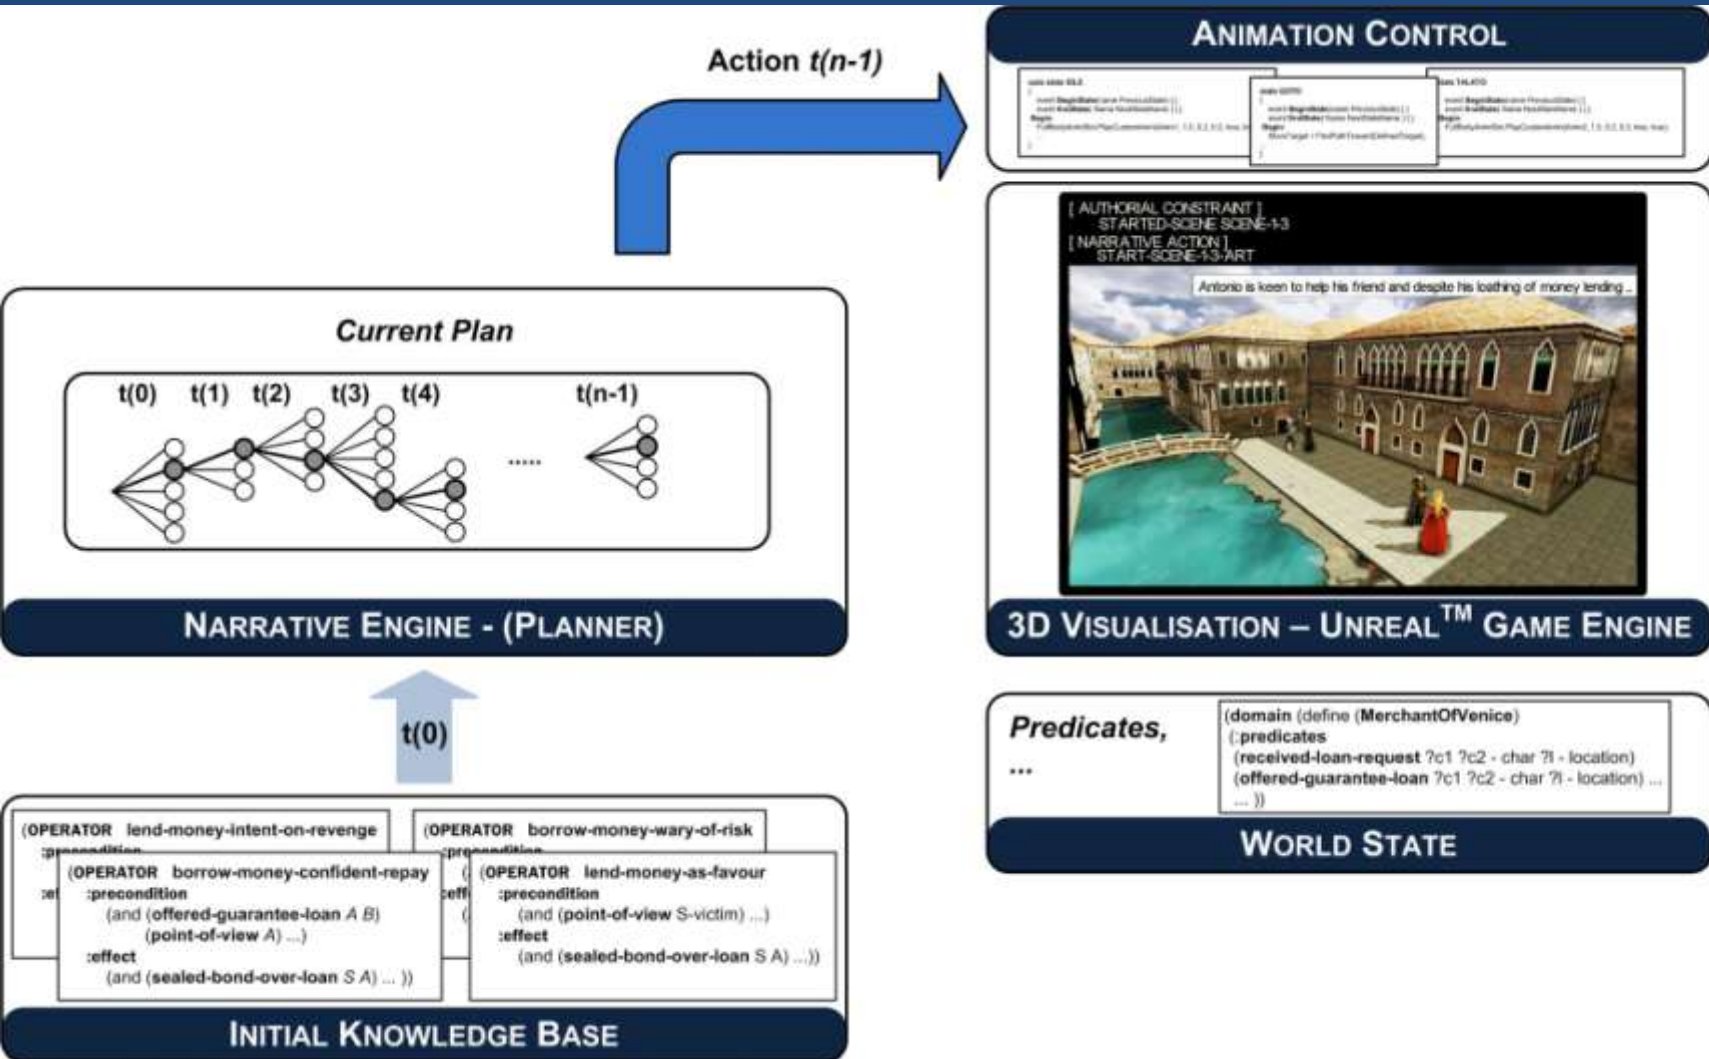 ANIMATION CONTROL
Action t(n-1)
state GOTO
[ AUTHORIAL CONSTRAINT ]
STARTED-SCENE SCENE-1-3
[ NARRATIVE ACTION ]
START-SCENE-1-3-ART
Antonio is keen to help his friend and despite his loathing of money lending ..
3D VISUALISATION – UNREAL™ GAME ENGINE
Current Plan
t(0) t(1) t(2) t(3) t(4) t(n-1)
.....
NARRATIVE ENGINE - (PLANNER)
t(0)
Predicates,
...
(domain (define (MerchantOfVenice)
(:predicates
(received-loan-request ?c1 ?c2 - char ?l - location)
(offered-guarantee-loan ?c1 ?c2 - char ?l - location) ...
... ))
WORLD STATE
(OPERATOR lend-money-intent-on-revenge
(OPERATOR borrow-money-confident-repay
:precondition
(and (offered-guarantee-loan A B)
(point-of-view A) ...)
:effect
(and (sealed-bond-over-loan S A) ... ))
(OPERATOR borrow-money-wary-of-risk
(OPERATOR lend-money-as-favour
:precondition
(and (point-of-view S-victim) ...)
:effect
(and (sealed-bond-over-loan S A) ...))
INITIAL KNOWLEDGE BASE